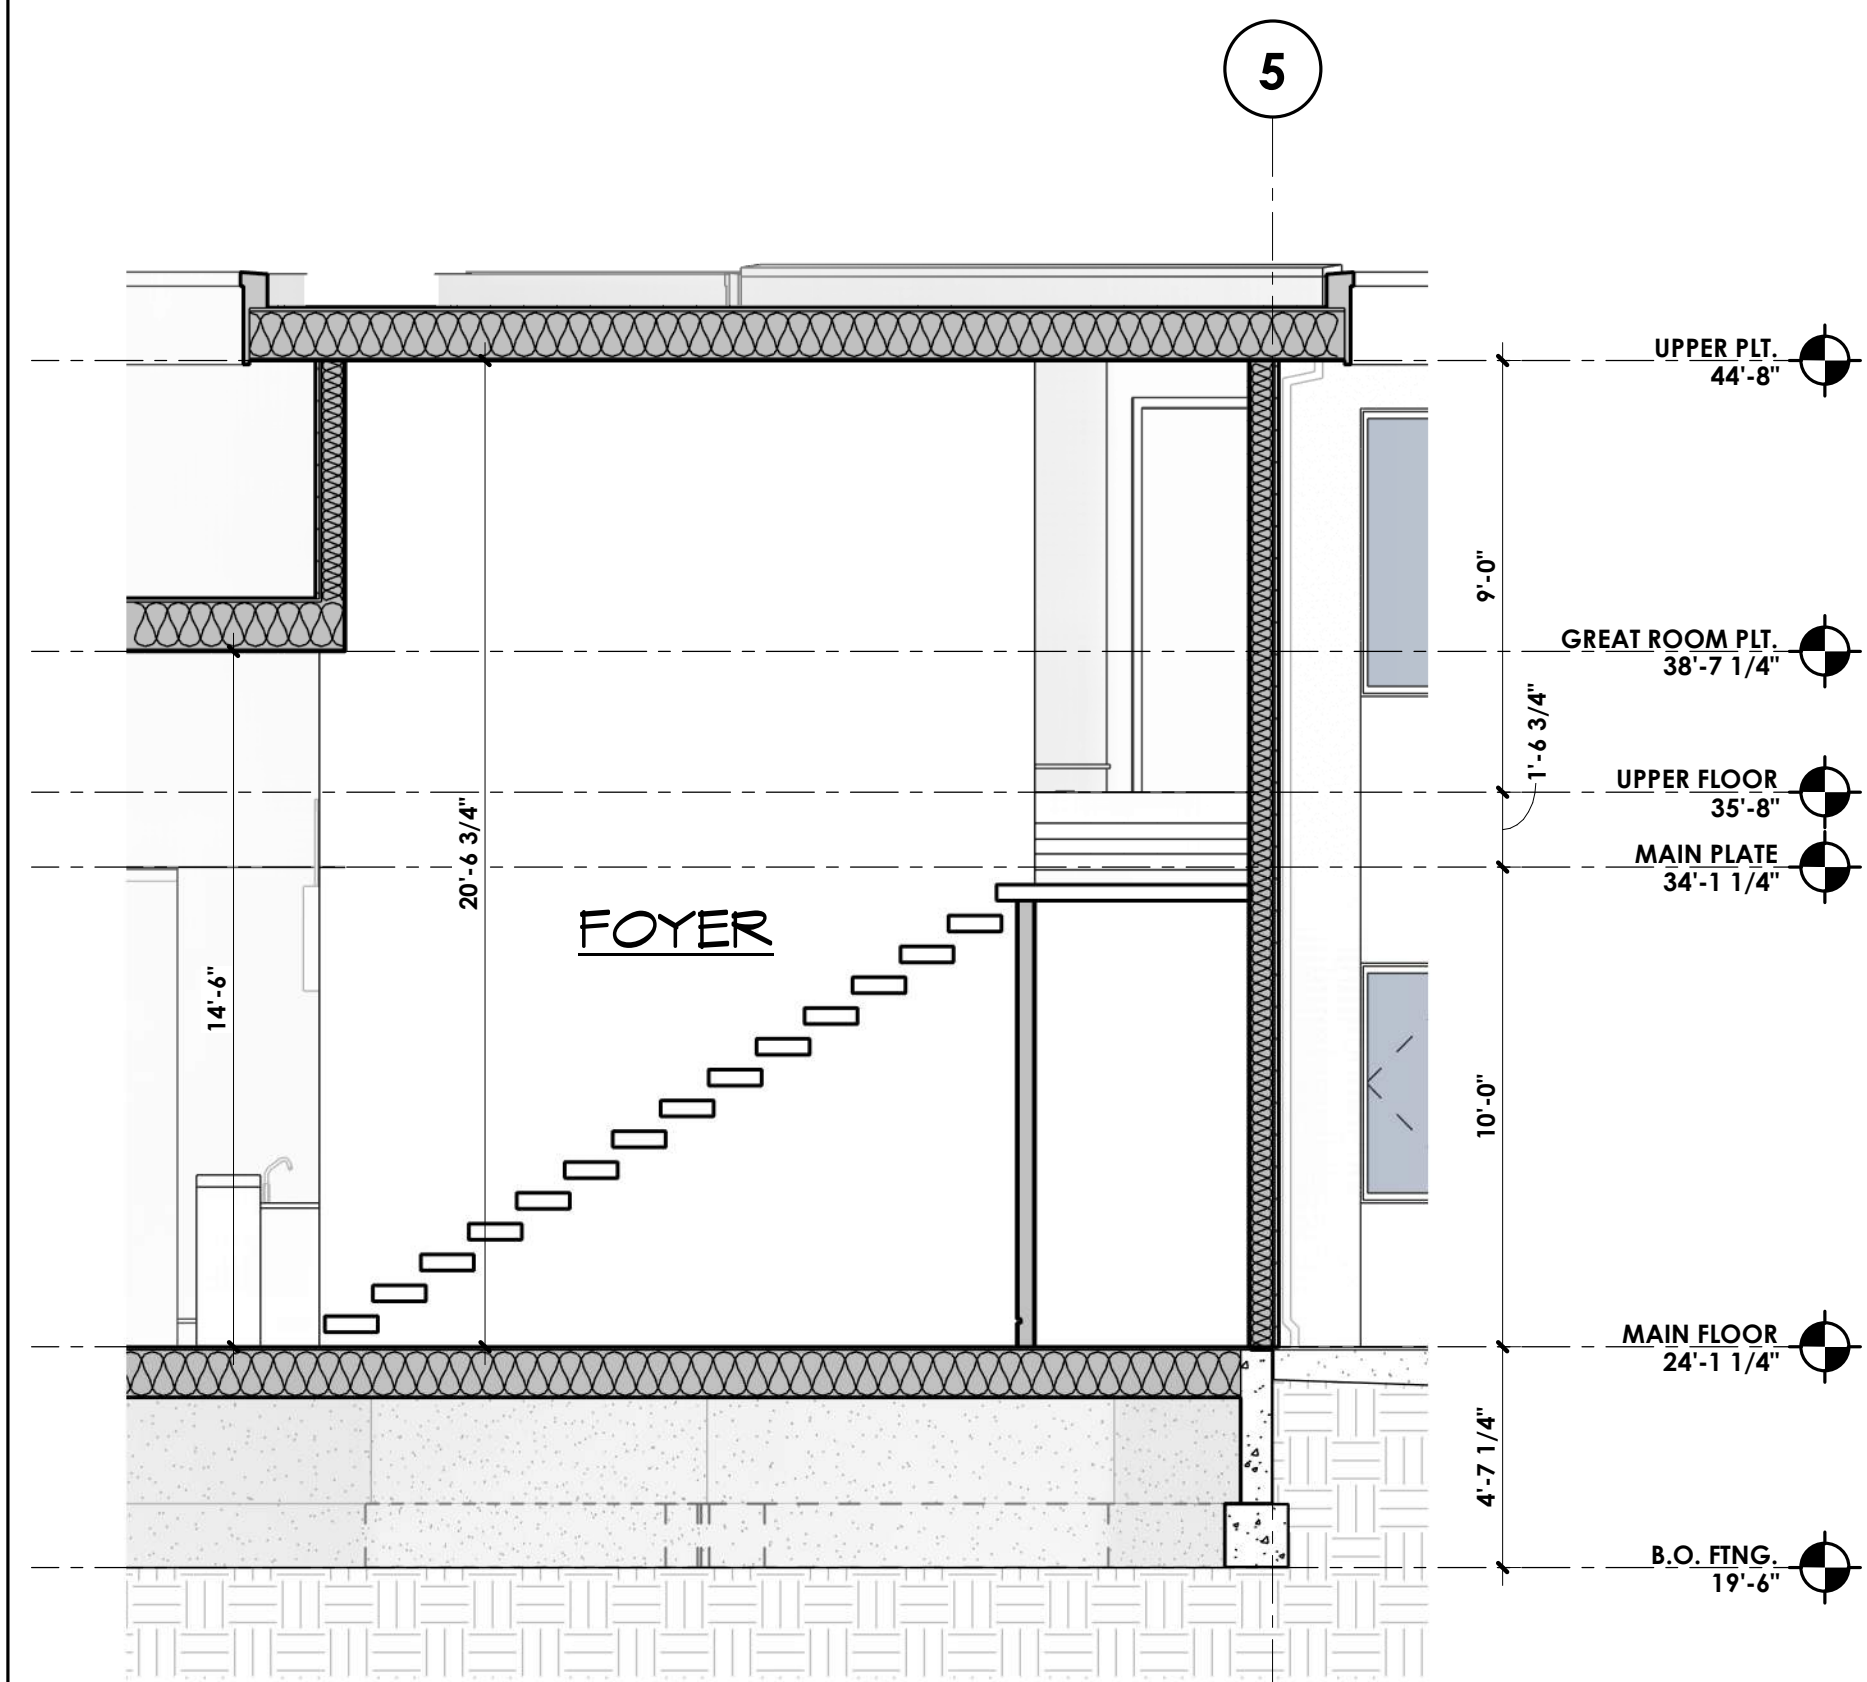 5
UPPER PLT.
44'-8"
9'-0"
GREAT ROOM PLT.
38'-7 1/4"
1'-6 3/4"
UPPER FLOOR
35'-8"
MAIN PLATE
34'-1 1/4"
20'-6 3/4"
FOYER
14'-6"
10'-0"
MAIN FLOOR
24'-1 1/4"
4'-7 1/4"
B.O. FTNG.
19'-6"